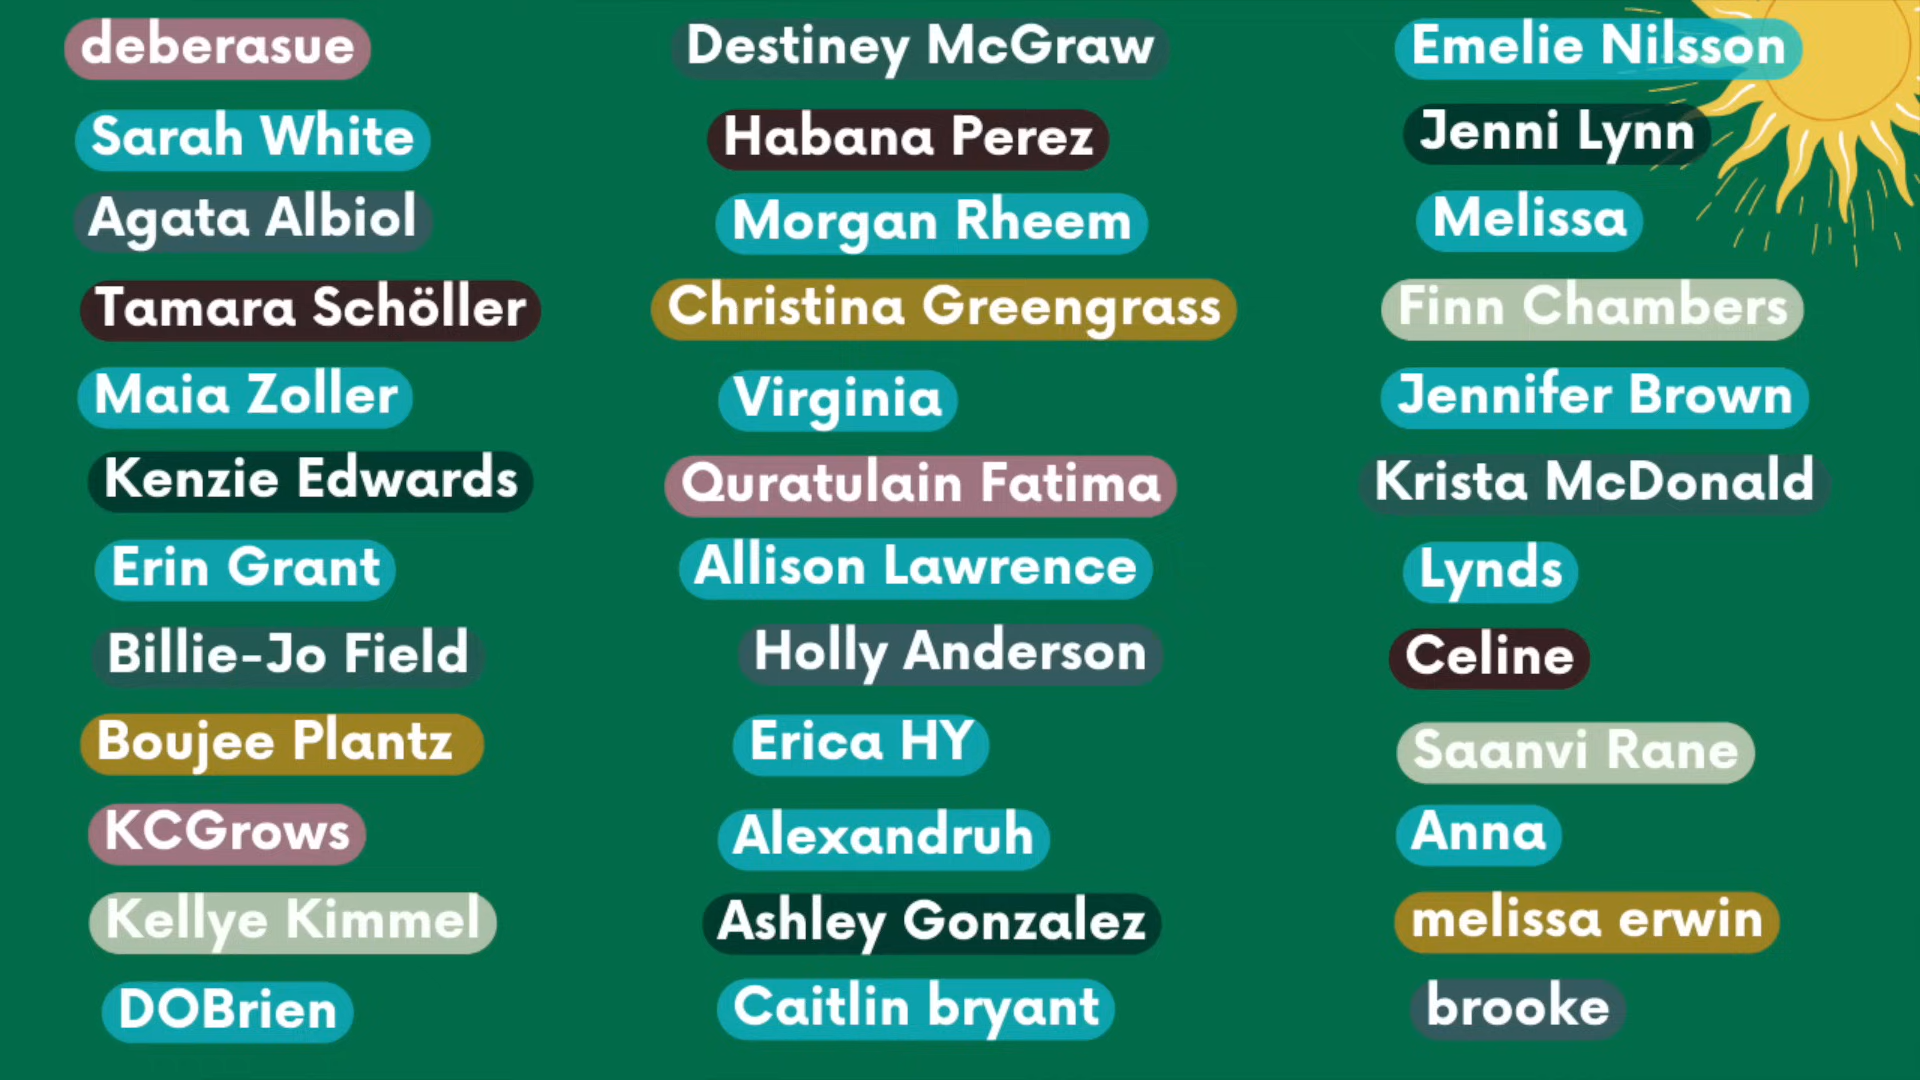 deberasue
Sarah White
Agata Albiol
Tamara Schöller
Maia Zoller
Kenzie Edwards
Erin Grant
Billie-Jo Field
Boujee Plantz
KCGrows
Kellye Kimmel
DOBrien
Destiney McGraw
Habana Perez
Morgan Rheem
Christina Greengrass
Virginia
Quratulain Fatima
Allison Lawrence
Holly Anderson
Erica HY
Alexandruh
Ashley Gonzalez
Caitlin bryant
Emelie Nilsson
Jenni Lynn
Melissa
Finn Chambers
Jennifer Brown
Krista McDonald
Lynds
Celine
Saanvi Rane
Anna
melissa erwin
brooke